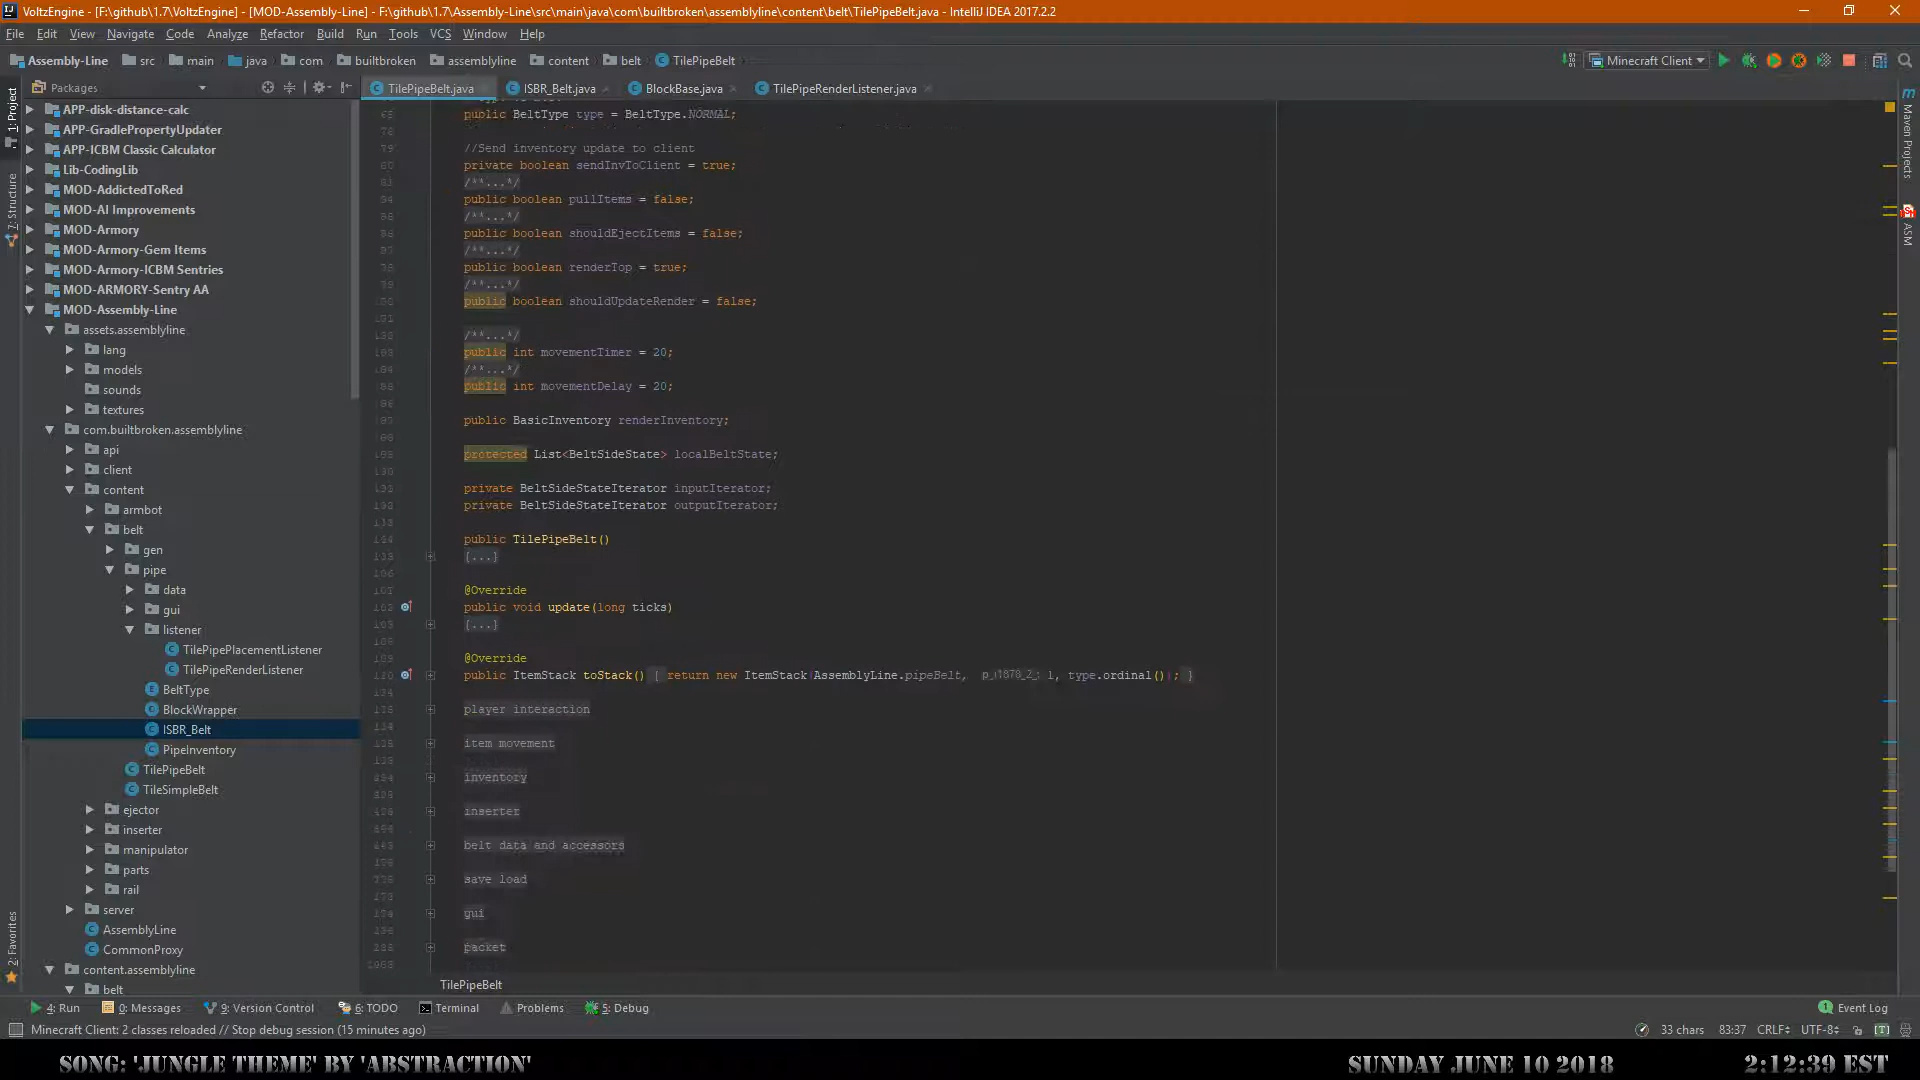 VoltzEngine - [F:\github\1.7\VoltzEngine] - [MOD-Assembly-Line] - F:\github\1.7\Assembly-Line\src\main\java\com\builtbroken\assemblyline\content\belt\TilePipeBelt.java - IntelliJ IDEA 2017.2.2
File Edit View Navigate Code Analyze Refactor Build Run Tools VCS Window Help
Assembly-Line src main java com builtbroken assemblyline content belt TilePipeBelt
Minecraft Client
Packages
TilePipeBelt.java ISBR_Belt.java BlockBase.java TilePipeRenderListener.java
1: Project
7: Structure
2: Favorites
Maven Projects
ASM
APP-disk-distance-calc
APP-GradlePropertyUpdater
APP-ICBM Classic Calculator
Lib-CodingLib
MOD-AddictedToRed
MOD-AI Improvements
MOD-Armory
MOD-Armory-Gem Items
MOD-Armory-ICBM Sentries
MOD-ARMORY-Sentry AA
MOD-Assembly-Line
assets.assemblyline
lang
models
sounds
textures
com.builtbroken.assemblyline
api
client
content
armbot
belt
gen
pipe
data
gui
listener
TilePipePlacementListener
TilePipeRenderListener
BeltType
BlockWrapper
ISBR_Belt
PipeInventory
TilePipeBelt
TileSimpleBelt
ejector
inserter
manipulator
parts
rail
server
AssemblyLine
CommonProxy
content.assemblyline
belt
public BeltType type = BeltType.NORMAL;
//Send inventory update to client
private boolean sendInvToClient = true;
/**...*/
public boolean pullItems = false;
/**...*/
public boolean shouldEjectItems = false;
/**...*/
public boolean renderTop = true;
/**...*/
public boolean shouldUpdateRender = false;
/**...*/
public int movementTimer = 20;
/**...*/
public int movementDelay = 20;
public BasicInventory renderInventory;
protected List<BeltSideState> localBeltState;
private BeltSideStateIterator inputIterator;
private BeltSideStateIterator outputIterator;
public TilePipeBelt()
{...}
@Override
public void update(long ticks)
{...}
@Override
public ItemStack toStack() { return new ItemStack(AssemblyLine.pipeBelt, 1, type.ordinal()); }
player interaction
item movement
inventory
inserter
belt data and accessors
save load
gui
packet
TilePipeBelt
4: Run 0: Messages 9: Version Control 6: TODO Terminal Problems 5: Debug 1 Event Log
Minecraft Client: 2 classes reloaded // Stop debug session (15 minutes ago) 33 chars 83:37 CRLF÷ UTF-8÷ [T]
SONG: 'JUNGLE THEME' BY 'ABSTRACTION' SUNDAY JUNE 10 2018 2:12:39 EST